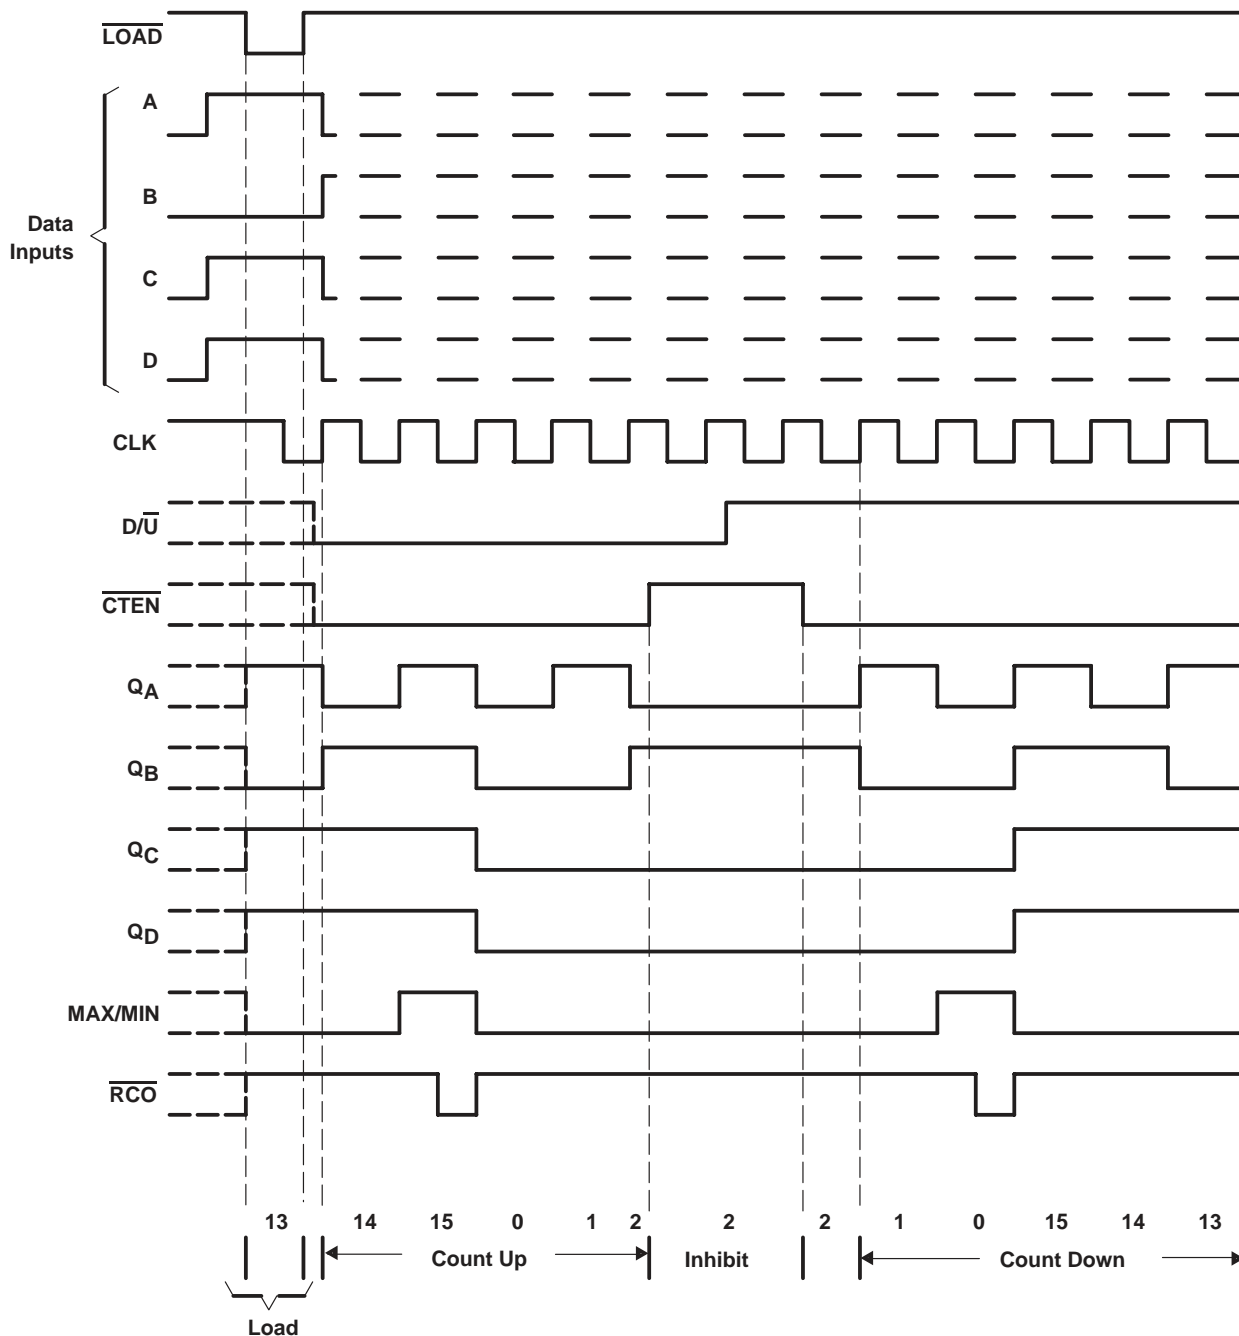 LOAD
A
B
Data
Inputs
C
D
CLK
D/U
CTEN
QA
QB
QC
QD
MAX/MIN
RCO
13 14 15 0 1 2 2 2 1 0 15 14 13
Count Up Inhibit Count Down
Load